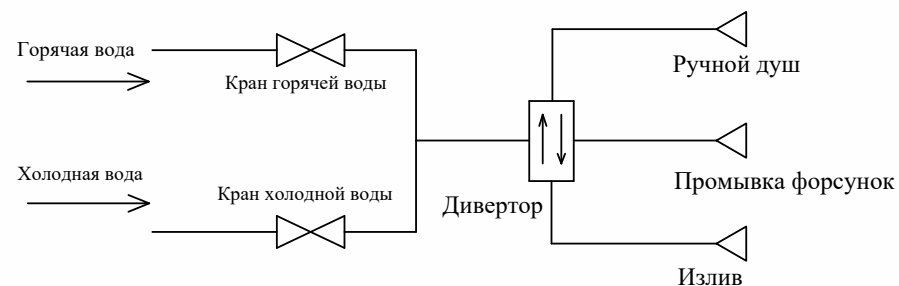 Горячая вода
Кран горячей воды
Ручной душ
Холодная вода
Кран холодной воды
Дивертор
Промывка форсунок
Излив